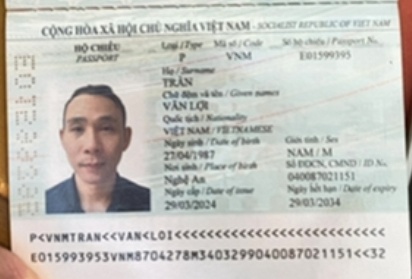 CỘNG HÒA XÃ HỘI CHỦ NGHĨA VIỆT NAM - SOCIALIST REPUBLIC OF VIET NAM
HỘ CHIẾU Loại / Type Mã số / Code Số hộ chiếu / Passport No
PASSPORT P VNM E01599395
Họ / Surname
TRẦN
Chữ đệm và tên / Given names
VĂN LỢI
Quốc tịch / Nationality
VIỆT NAM / VIETNAMESE
Ngày sinh / Date of birth Giới tính / Sex
27/04/1987 NAM / M
Nơi sinh / Place of birth Số ĐDCN, CMND / ID No.
Nghệ An 040087021151
Ngày cấp / Date of issue Ngày hết hạn / Date of expiry
29/03/2024 29/03/2034
P<VNMTRAN<<VAN<LOI<<<<<<<<<<<<<<<<<<<<<<<<<<
E015993953VNM8704278M3403299040087021151<<32